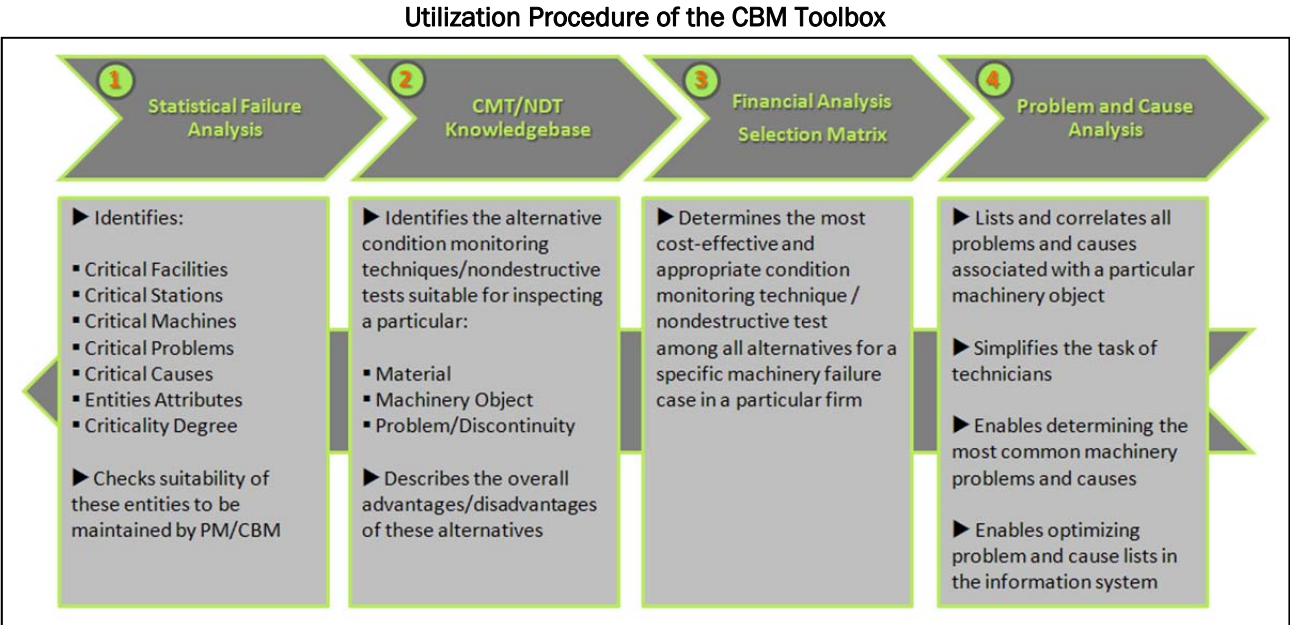 Utilization Procedure of the CBM Toolbox
1
Statistical Failure
Analysis
2
CMT/NDT
Knowledgebase
3
Financial Analysis
Selection Matrix
4
Problem and Cause
Analysis
▶ Identifies:
▪ Critical Facilities
▪ Critical Stations
▪ Critical Machines
▪ Critical Problems
▪ Critical Causes
▪ Entities Attributes
▪ Criticality Degree
▶ Checks suitability of
these entities to be
maintained by PM/CBM
▶ Identifies the alternative
condition monitoring
techniques/nondestructive
tests suitable for inspecting
a particular:
▪ Material
▪ Machinery Object
▪ Problem/Discontinuity
▶ Describes the overall
advantages/disadvantages
of these alternatives
▶ Determines the most
cost-effective and
appropriate condition
monitoring technique /
nondestructive test
among all alternatives for a
specific machinery failure
case in a particular firm
▶ Lists and correlates all
problems and causes
associated with a particular
machinery object
▶ Simplifies the task of
technicians
▶ Enables determining the
most common machinery
problems and causes
▶ Enables optimizing
problem and cause lists in
the information system